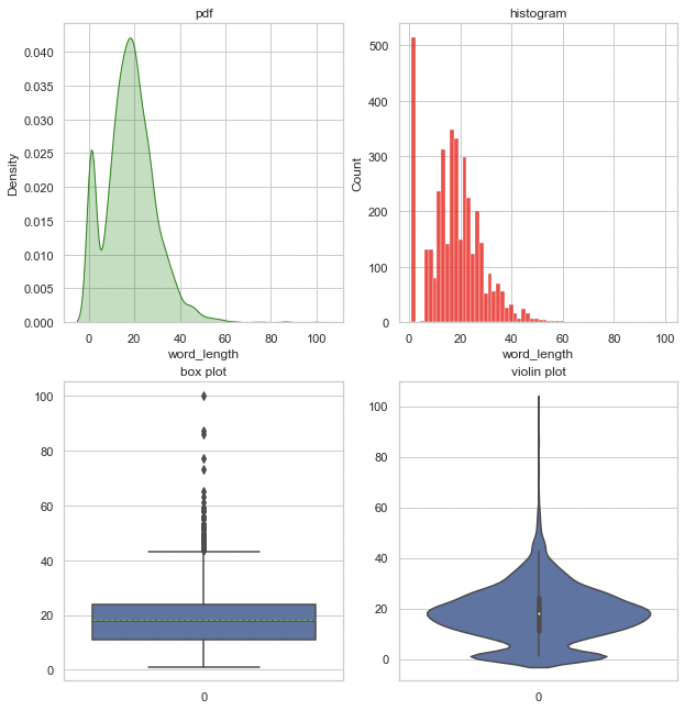 pdf
histogram
0.040
0.035
0.030
0.025
0.020
0.015
0.010
0.005
0.000
Density
0 20 40 60 80 100
word_length
500
400
300
200
100
0
Count
0 20 40 60 80 100
word_length
box plot
violin plot
100
80
60
40
20
0
0
100
80
60
40
20
0
0